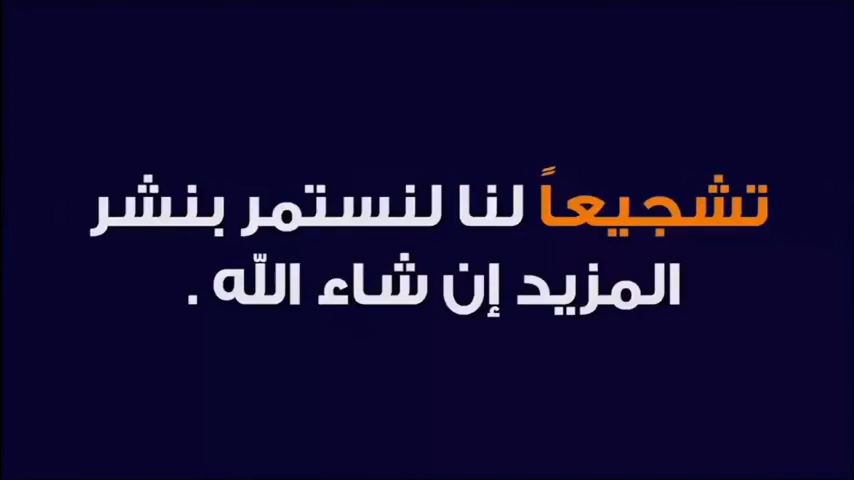 تشجيعاً لنا لنستمر بنشر
المزيد إن شاء الله .